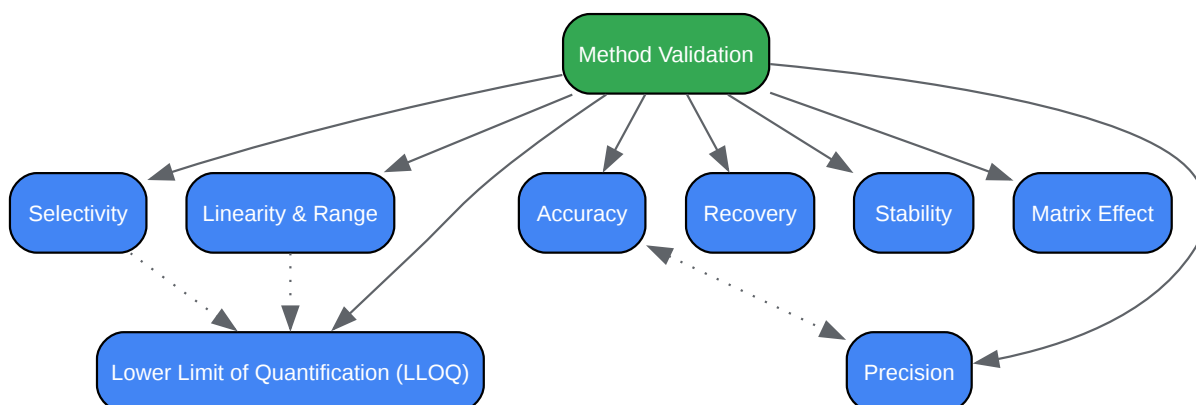 Method Validation
Selectivity
Linearity & Range
Accuracy
Recovery
Stability
Matrix Effect
Lower Limit of Quantification (LLOQ)
Precision